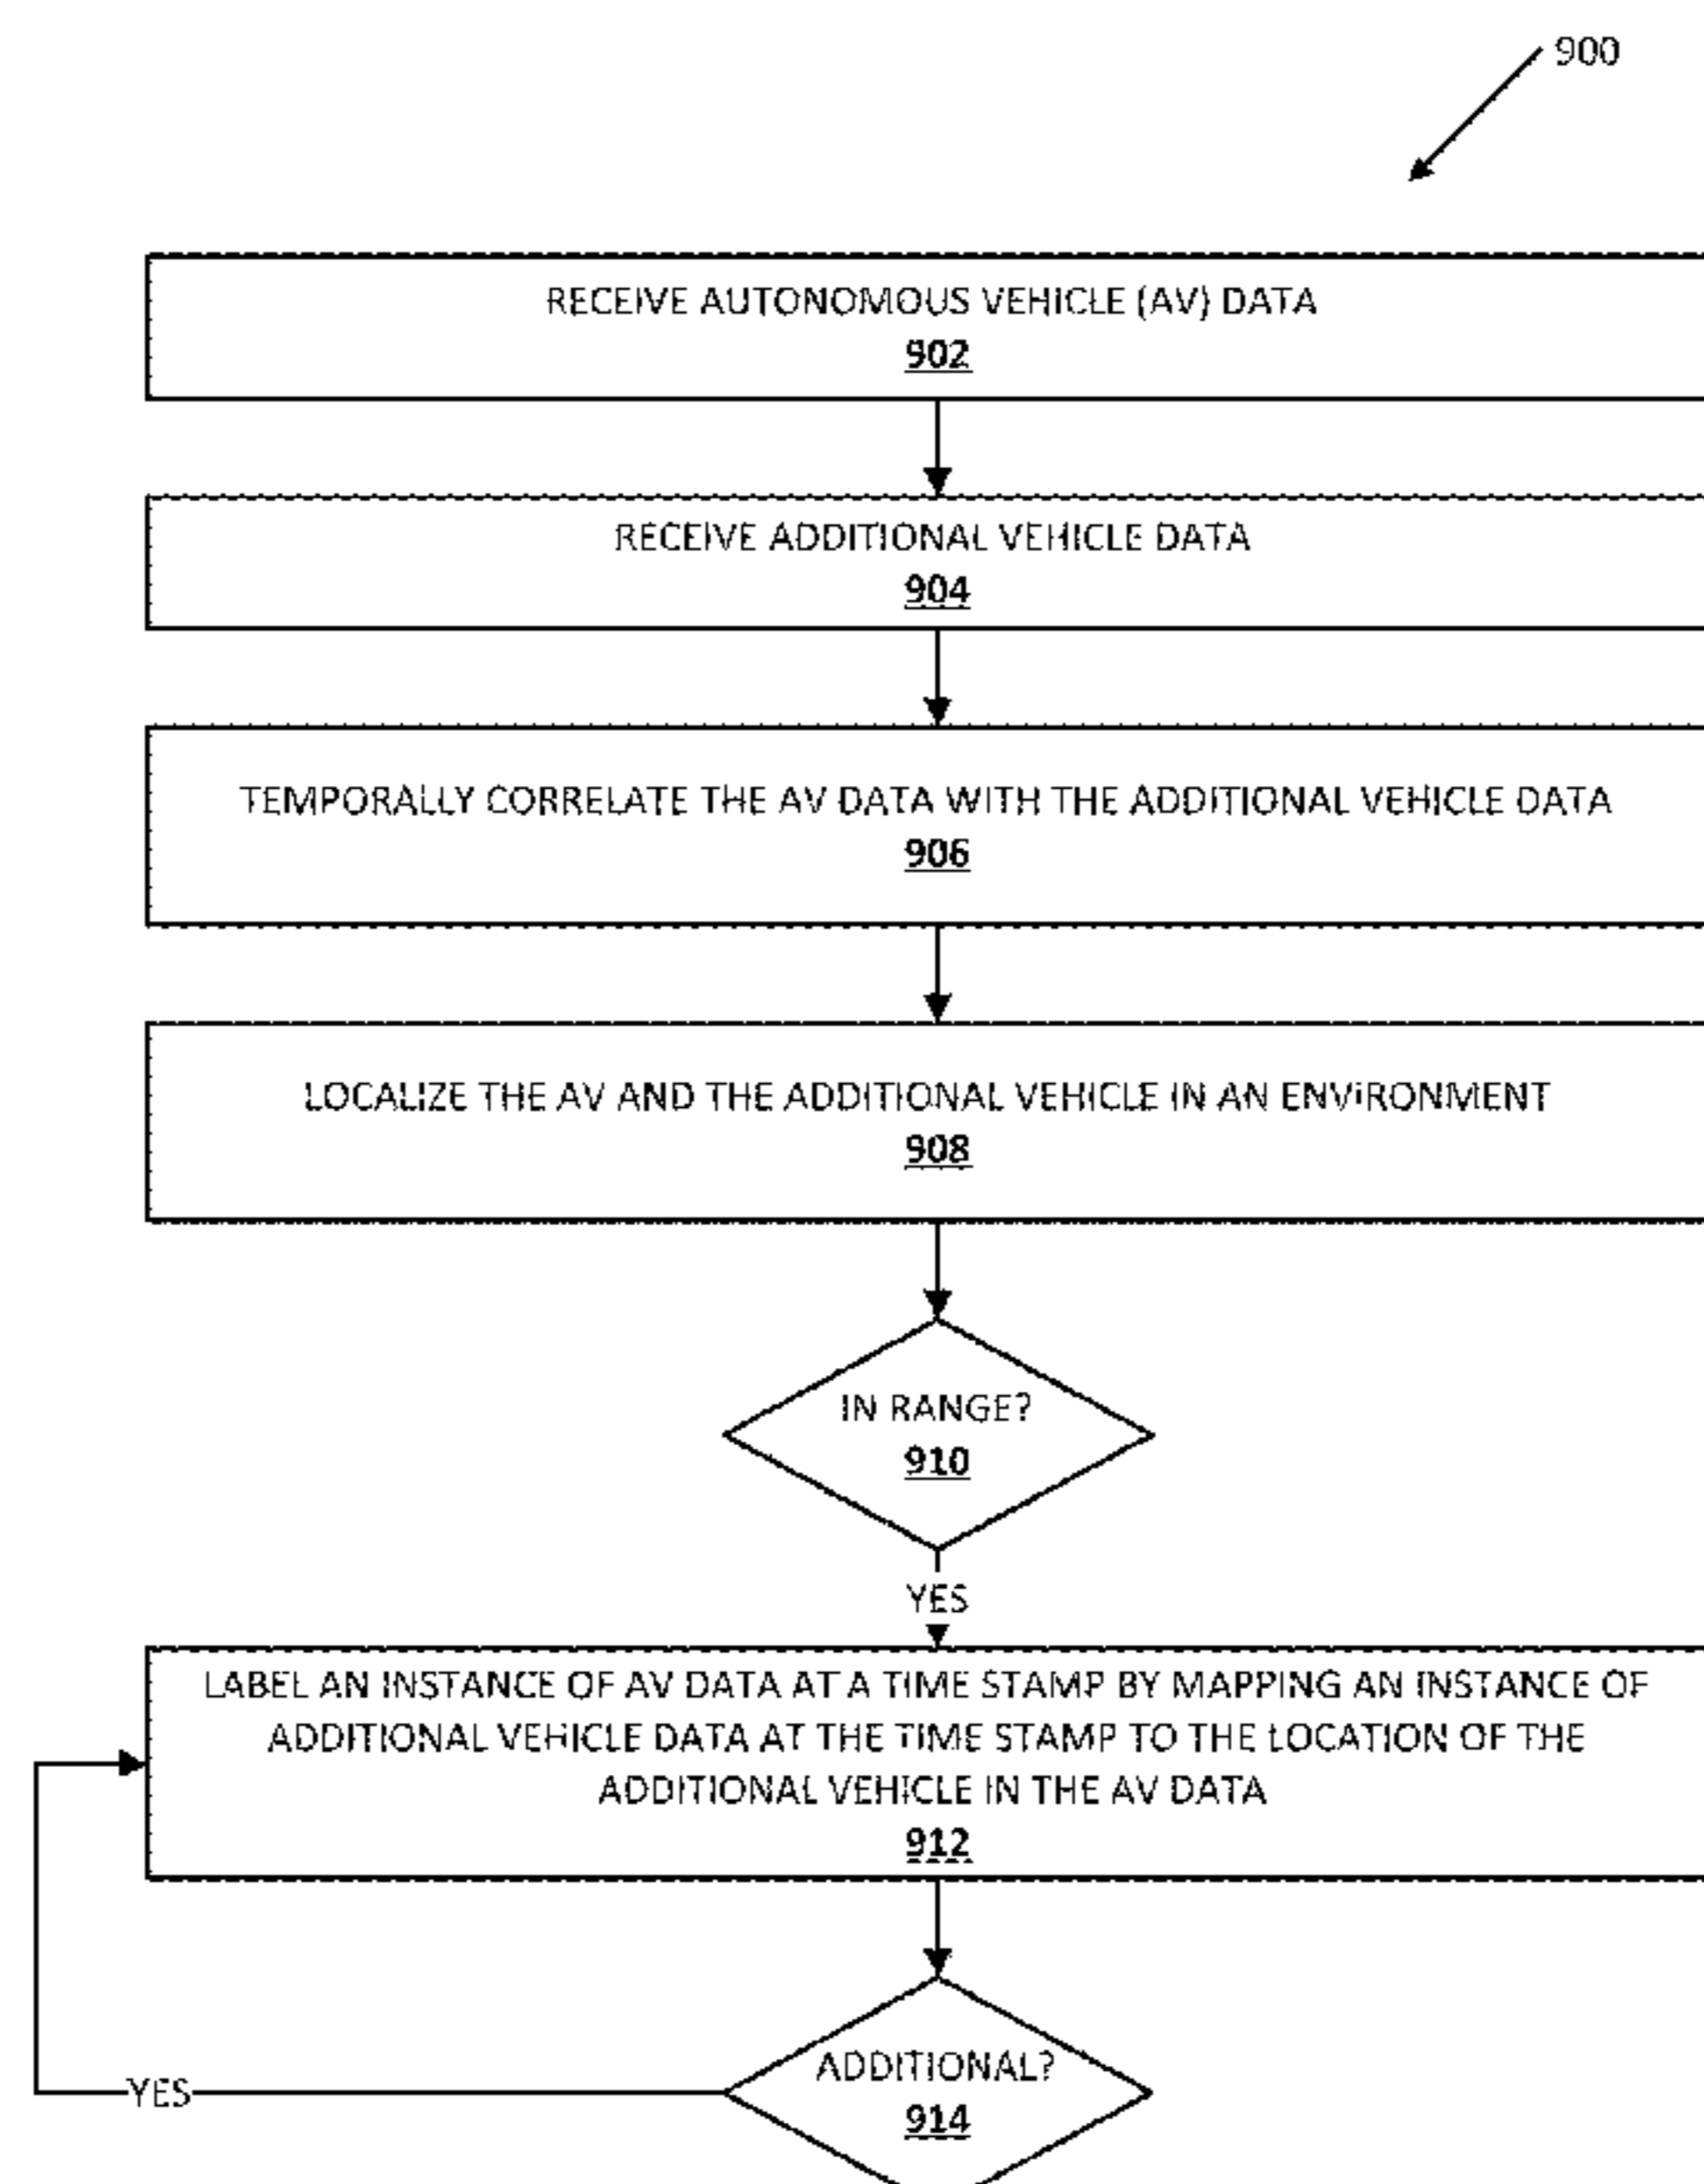 900
RECEIVE AUTONOMOUS VEHICLE (AV) DATA
902
RECEIVE ADDITIONAL VEHICLE DATA
904
TEMPORALLY CORRELATE THE AV DATA WITH THE ADDITIONAL VEHICLE DATA
906
LOCALIZE THE AV AND THE ADDITIONAL VEHICLE IN AN ENVIRONMENT
908
IN RANGE?
910
YES
LABEL AN INSTANCE OF AV DATA AT A TIME STAMP BY MAPPING AN INSTANCE OF
ADDITIONAL VEHICLE DATA AT THE TIME STAMP TO THE LOCATION OF THE
ADDITIONAL VEHICLE IN THE AV DATA
912
ADDITIONAL?
914
YES